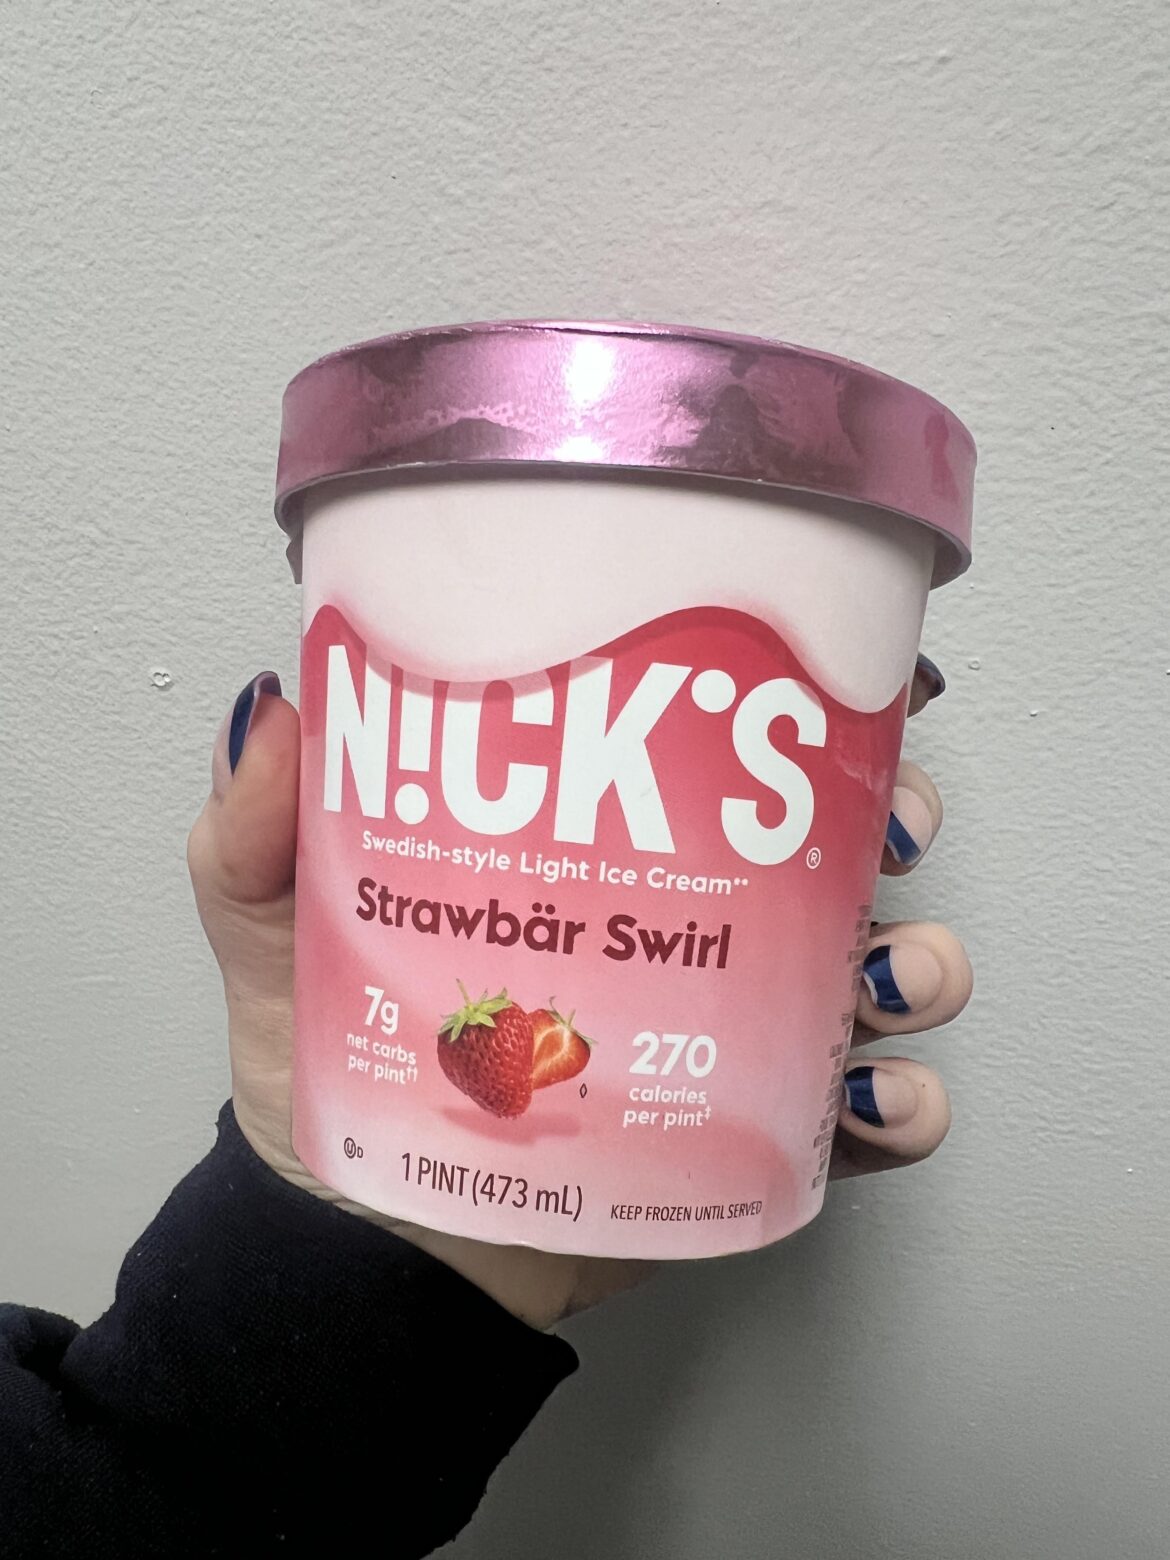 N!CK'S®
Swedish-style Light Ice Cream**
Strawbär Swirl
7g
net carbs
per pint††
270
calories
per pint‡
UD
1 PINT (473 mL)
KEEP FROZEN UNTIL SERVED